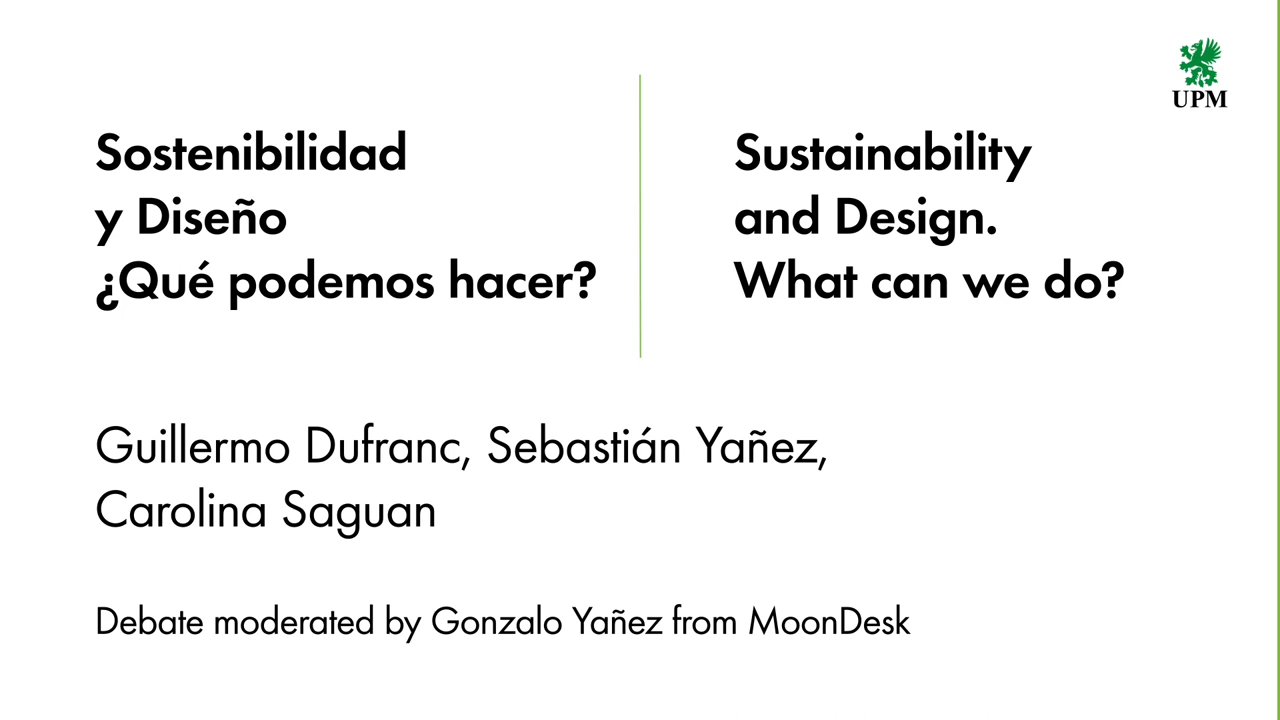 Sostenibilidad
y Diseño
¿Qué podemos hacer?
Sustainability
and Design.
What can we do?
UPM
Guillermo Dufranc, Sebastián Yañez,
Carolina Saguan
Debate moderated by Gonzalo Yañez from MoonDesk